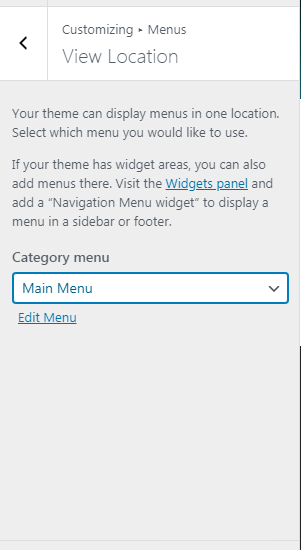 Customizing ▸ Menus
View Location
Your theme can display menus in one location.
Select which menu you would like to use.
If your theme has widget areas, you can also
add menus there. Visit the Widgets panel and
add a “Navigation Menu widget” to display a
menu in a sidebar or footer.
Category menu
Main Menu
Edit Menu